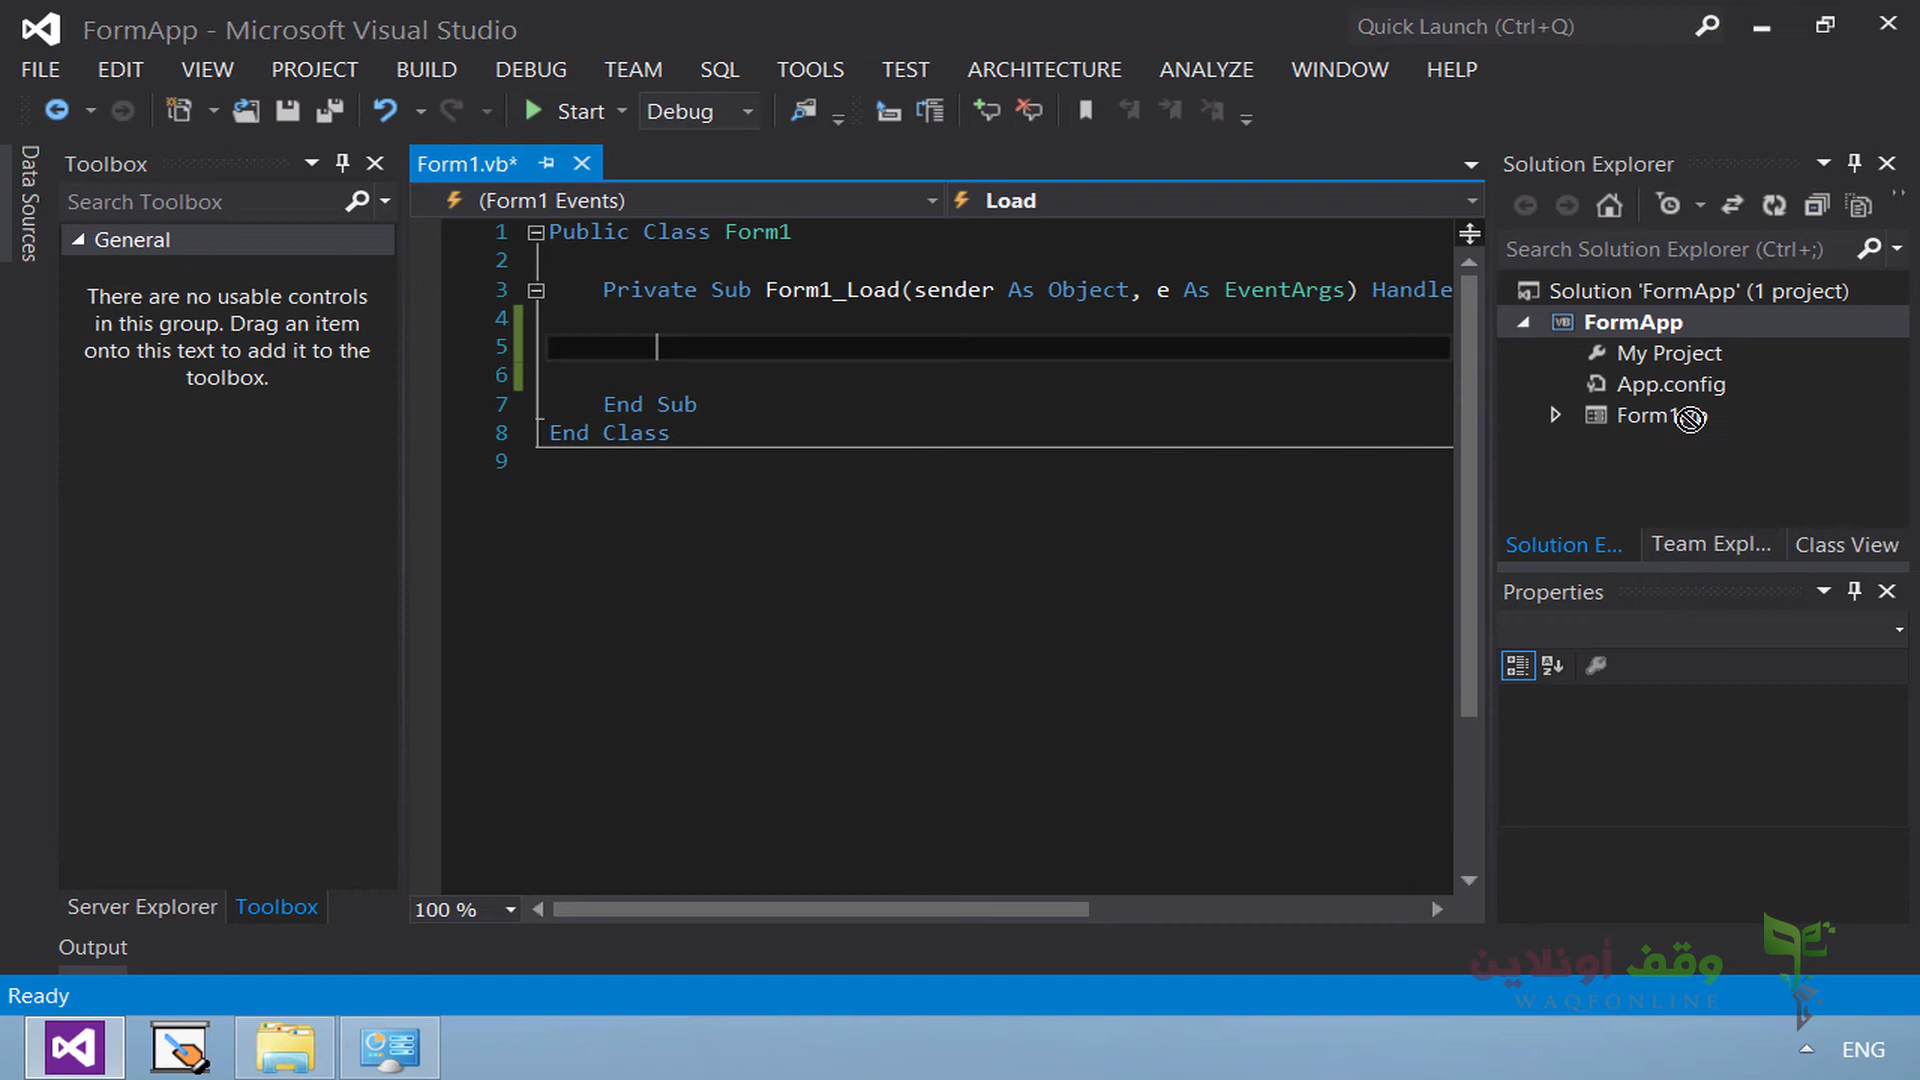 FormApp - Microsoft Visual Studio
Quick Launch (Ctrl+Q)
FILE EDIT VIEW PROJECT BUILD DEBUG TEAM SQL TOOLS TEST ARCHITECTURE ANALYZE WINDOW HELP
Start Debug
Data Sources
Toolbox
Search Toolbox
General
There are no usable controls
in this group. Drag an item
onto this text to add it to the
toolbox.
Server Explorer Toolbox
Form1.vb*
(Form1 Events) Load
1 Public Class Form1
2
3 Private Sub Form1_Load(sender As Object, e As EventArgs) Handle
4
5
6
7 End Sub
8 End Class
9
100 %
Solution Explorer
Search Solution Explorer (Ctrl+;)
Solution 'FormApp' (1 project)
VB FormApp
My Project
App.config
Form1
Solution E... Team Expl... Class View
Properties
Output
وقف أونلاين
WAQFONLINE
Ready
ENG